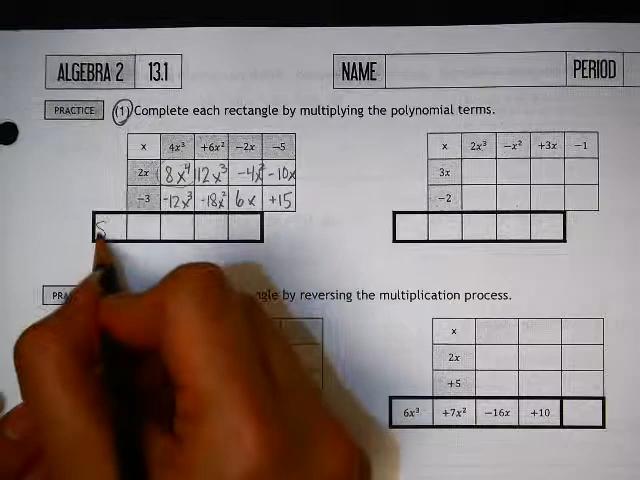 ALGEBRA 2 13.1 NAME PERIOD
PRACTICE (1) Complete each rectangle by multiplying the polynomial terms.
x 4x³ +6x² −2x −5
2x 8x⁴ 12x³ -4x² -10x
−3 -12x³ -18x² 6x +15
x 2x³ −x² +3x −1
3x
−2
PRA ngle by reversing the multiplication process.
x
2x
+5
6x³ +7x² −16x +10